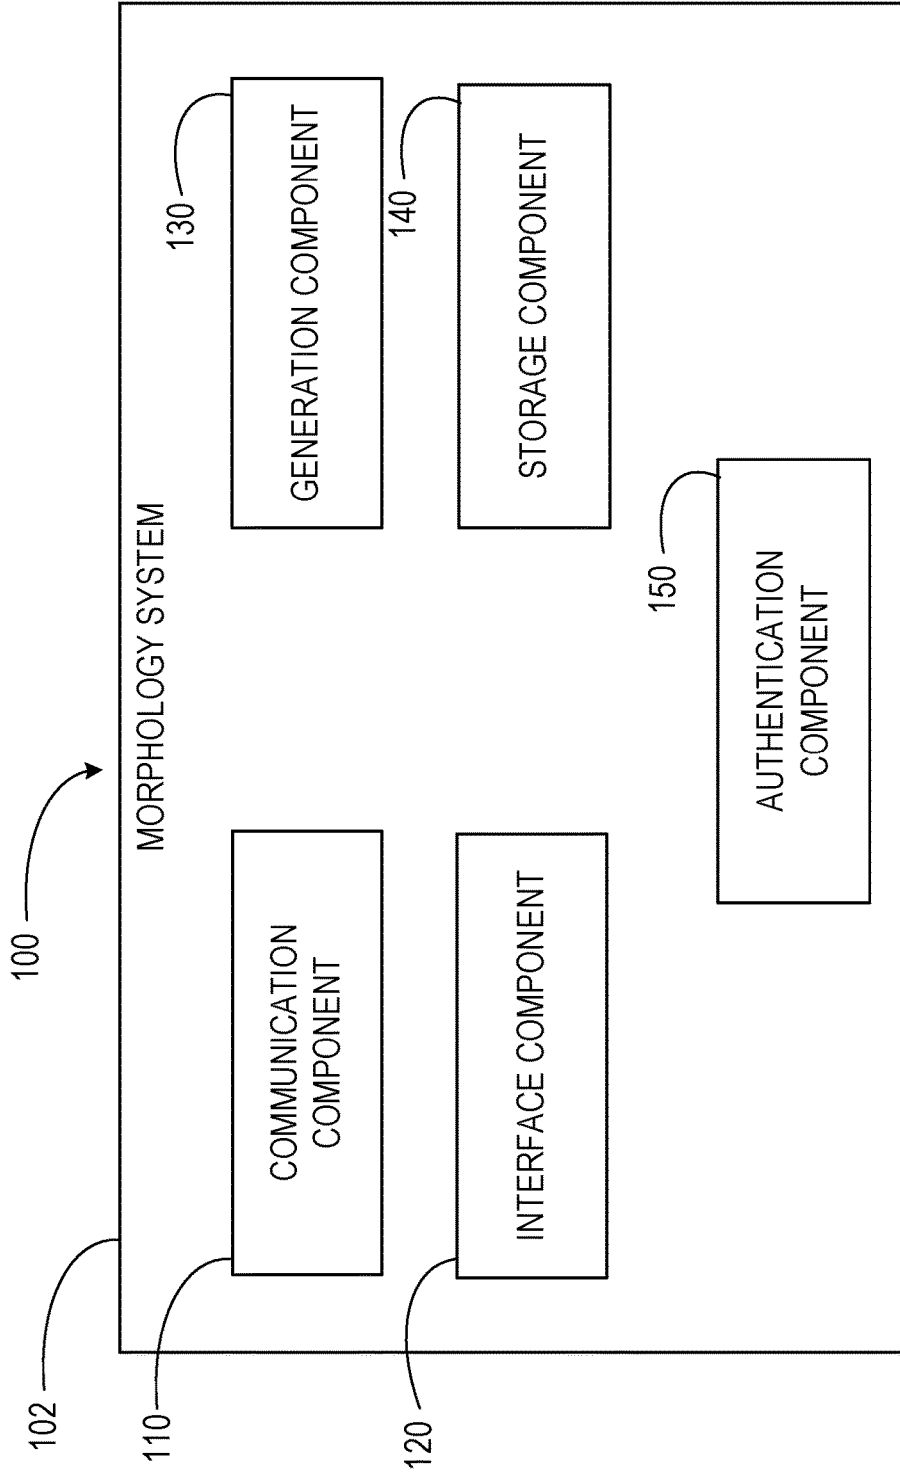 100
102
MORPHOLOGY SYSTEM
110
COMMUNICATION
COMPONENT
130
GENERATION COMPONENT
120
INTERFACE COMPONENT
140
STORAGE COMPONENT
150
AUTHENTICATION
COMPONENT